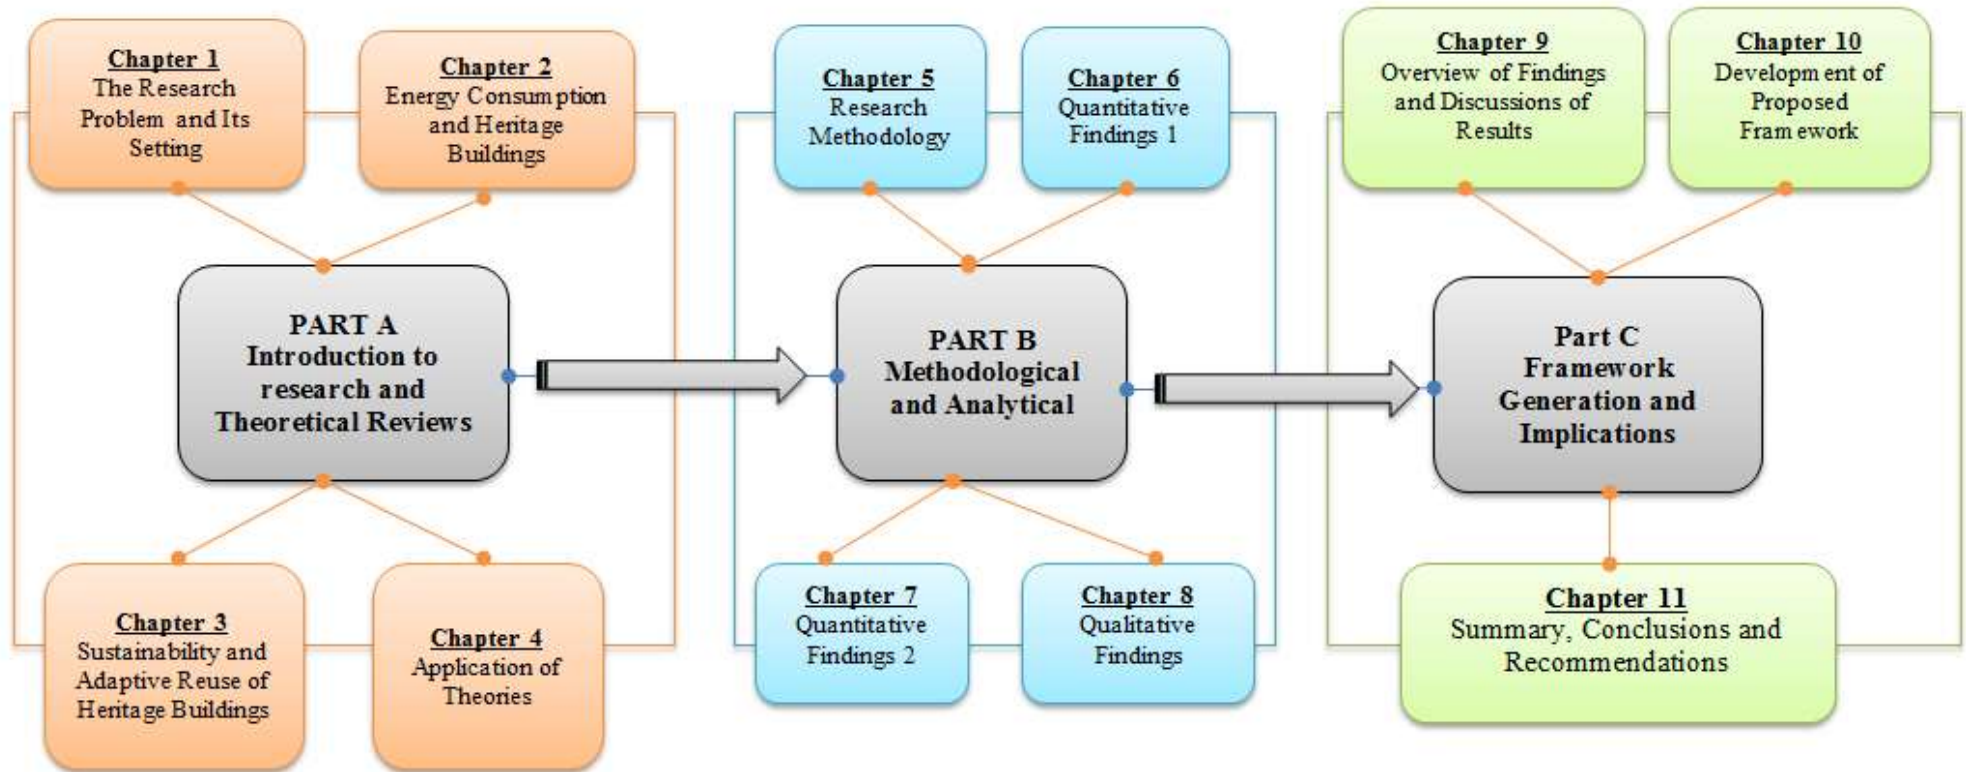 Chapter 1
The Research
Problem and Its
Setting
Chapter 2
Energy Consumption
and Heritage
Buildings
PART A
Introduction to
research and
Theoretical Reviews
Chapter 3
Sustainability and
Adaptive Reuse of
Heritage Buildings
Chapter 4
Application of
Theories
Chapter 5
Research
Methodology
Chapter 6
Quantitative
Findings 1
PART B
Methodological
and Analytical
Chapter 7
Quantitative
Findings 2
Chapter 8
Qualitative
Findings
Chapter 9
Overview of Findings
and Discussions of
Results
Chapter 10
Development of
Proposed
Framework
Part C
Framework
Generation and
Implications
Chapter 11
Summary, Conclusions and
Recommendations